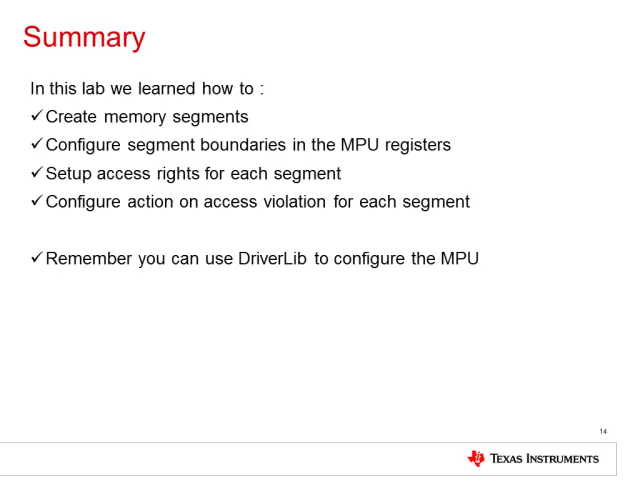 Summary
In this lab we learned how to :
✓Create memory segments
✓Configure segment boundaries in the MPU registers
✓Setup access rights for each segment
✓Configure action on access violation for each segment
✓Remember you can use DriverLib to configure the MPU
14
TEXAS INSTRUMENTS